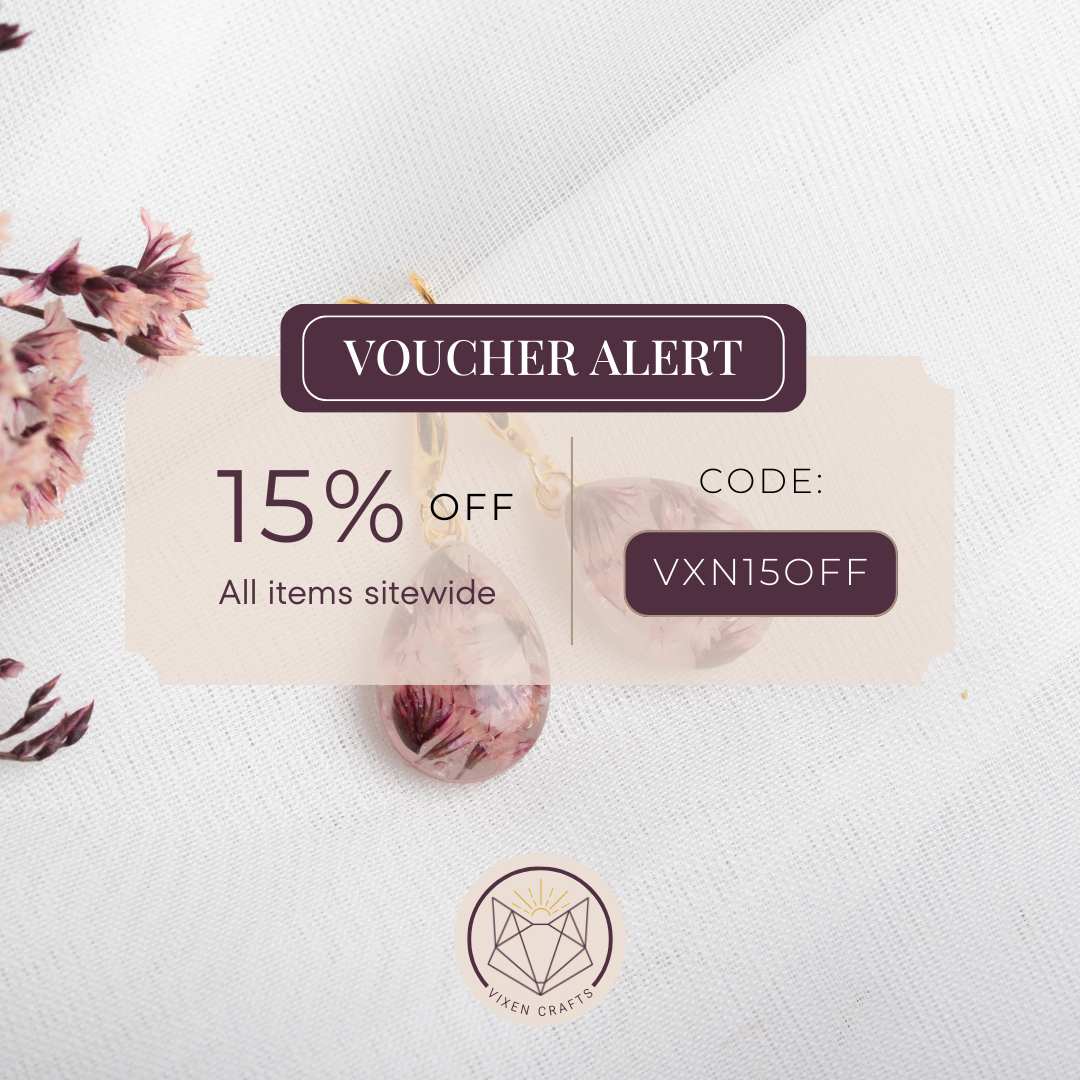 VOUCHER ALERT
15% OFF
All items sitewide
CODE:
VXN15OFF
VIXEN CRAFTS